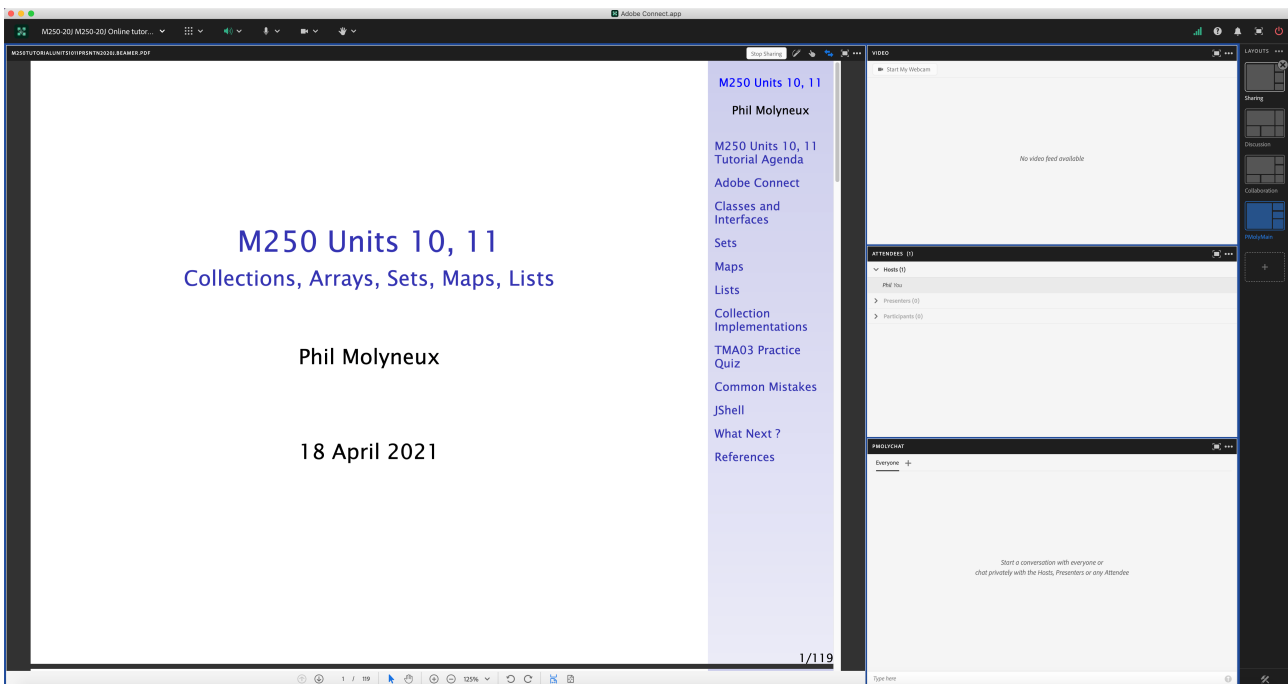 Adobe Connect.app
M250-20J M250-20J Online tutor...
M250TUTORIALUNITS1011PRSNTN2020J.BEAMER.PDF
Stop Sharing
M250 Units 10, 11
Collections, Arrays, Sets, Maps, Lists
Phil Molyneux
18 April 2021
M250 Units 10, 11
Phil Molyneux
M250 Units 10, 11
Tutorial Agenda
Adobe Connect
Classes and
Interfaces
Sets
Maps
Lists
Collection
Implementations
TMA03 Practice
Quiz
Common Mistakes
JShell
What Next ?
References
1/119
1 / 119
125%
VIDEO
Start My Webcam
No video feed available
ATTENDEES (1)
Hosts (1)
Phil You
Presenters (0)
Participants (0)
PMOLYCHAT
Everyone
Start a conversation with everyone or
chat privately with the Hosts, Presenters or any Attendee
Type here
LAYOUTS
Sharing
Discussion
Collaboration
PMolyMain